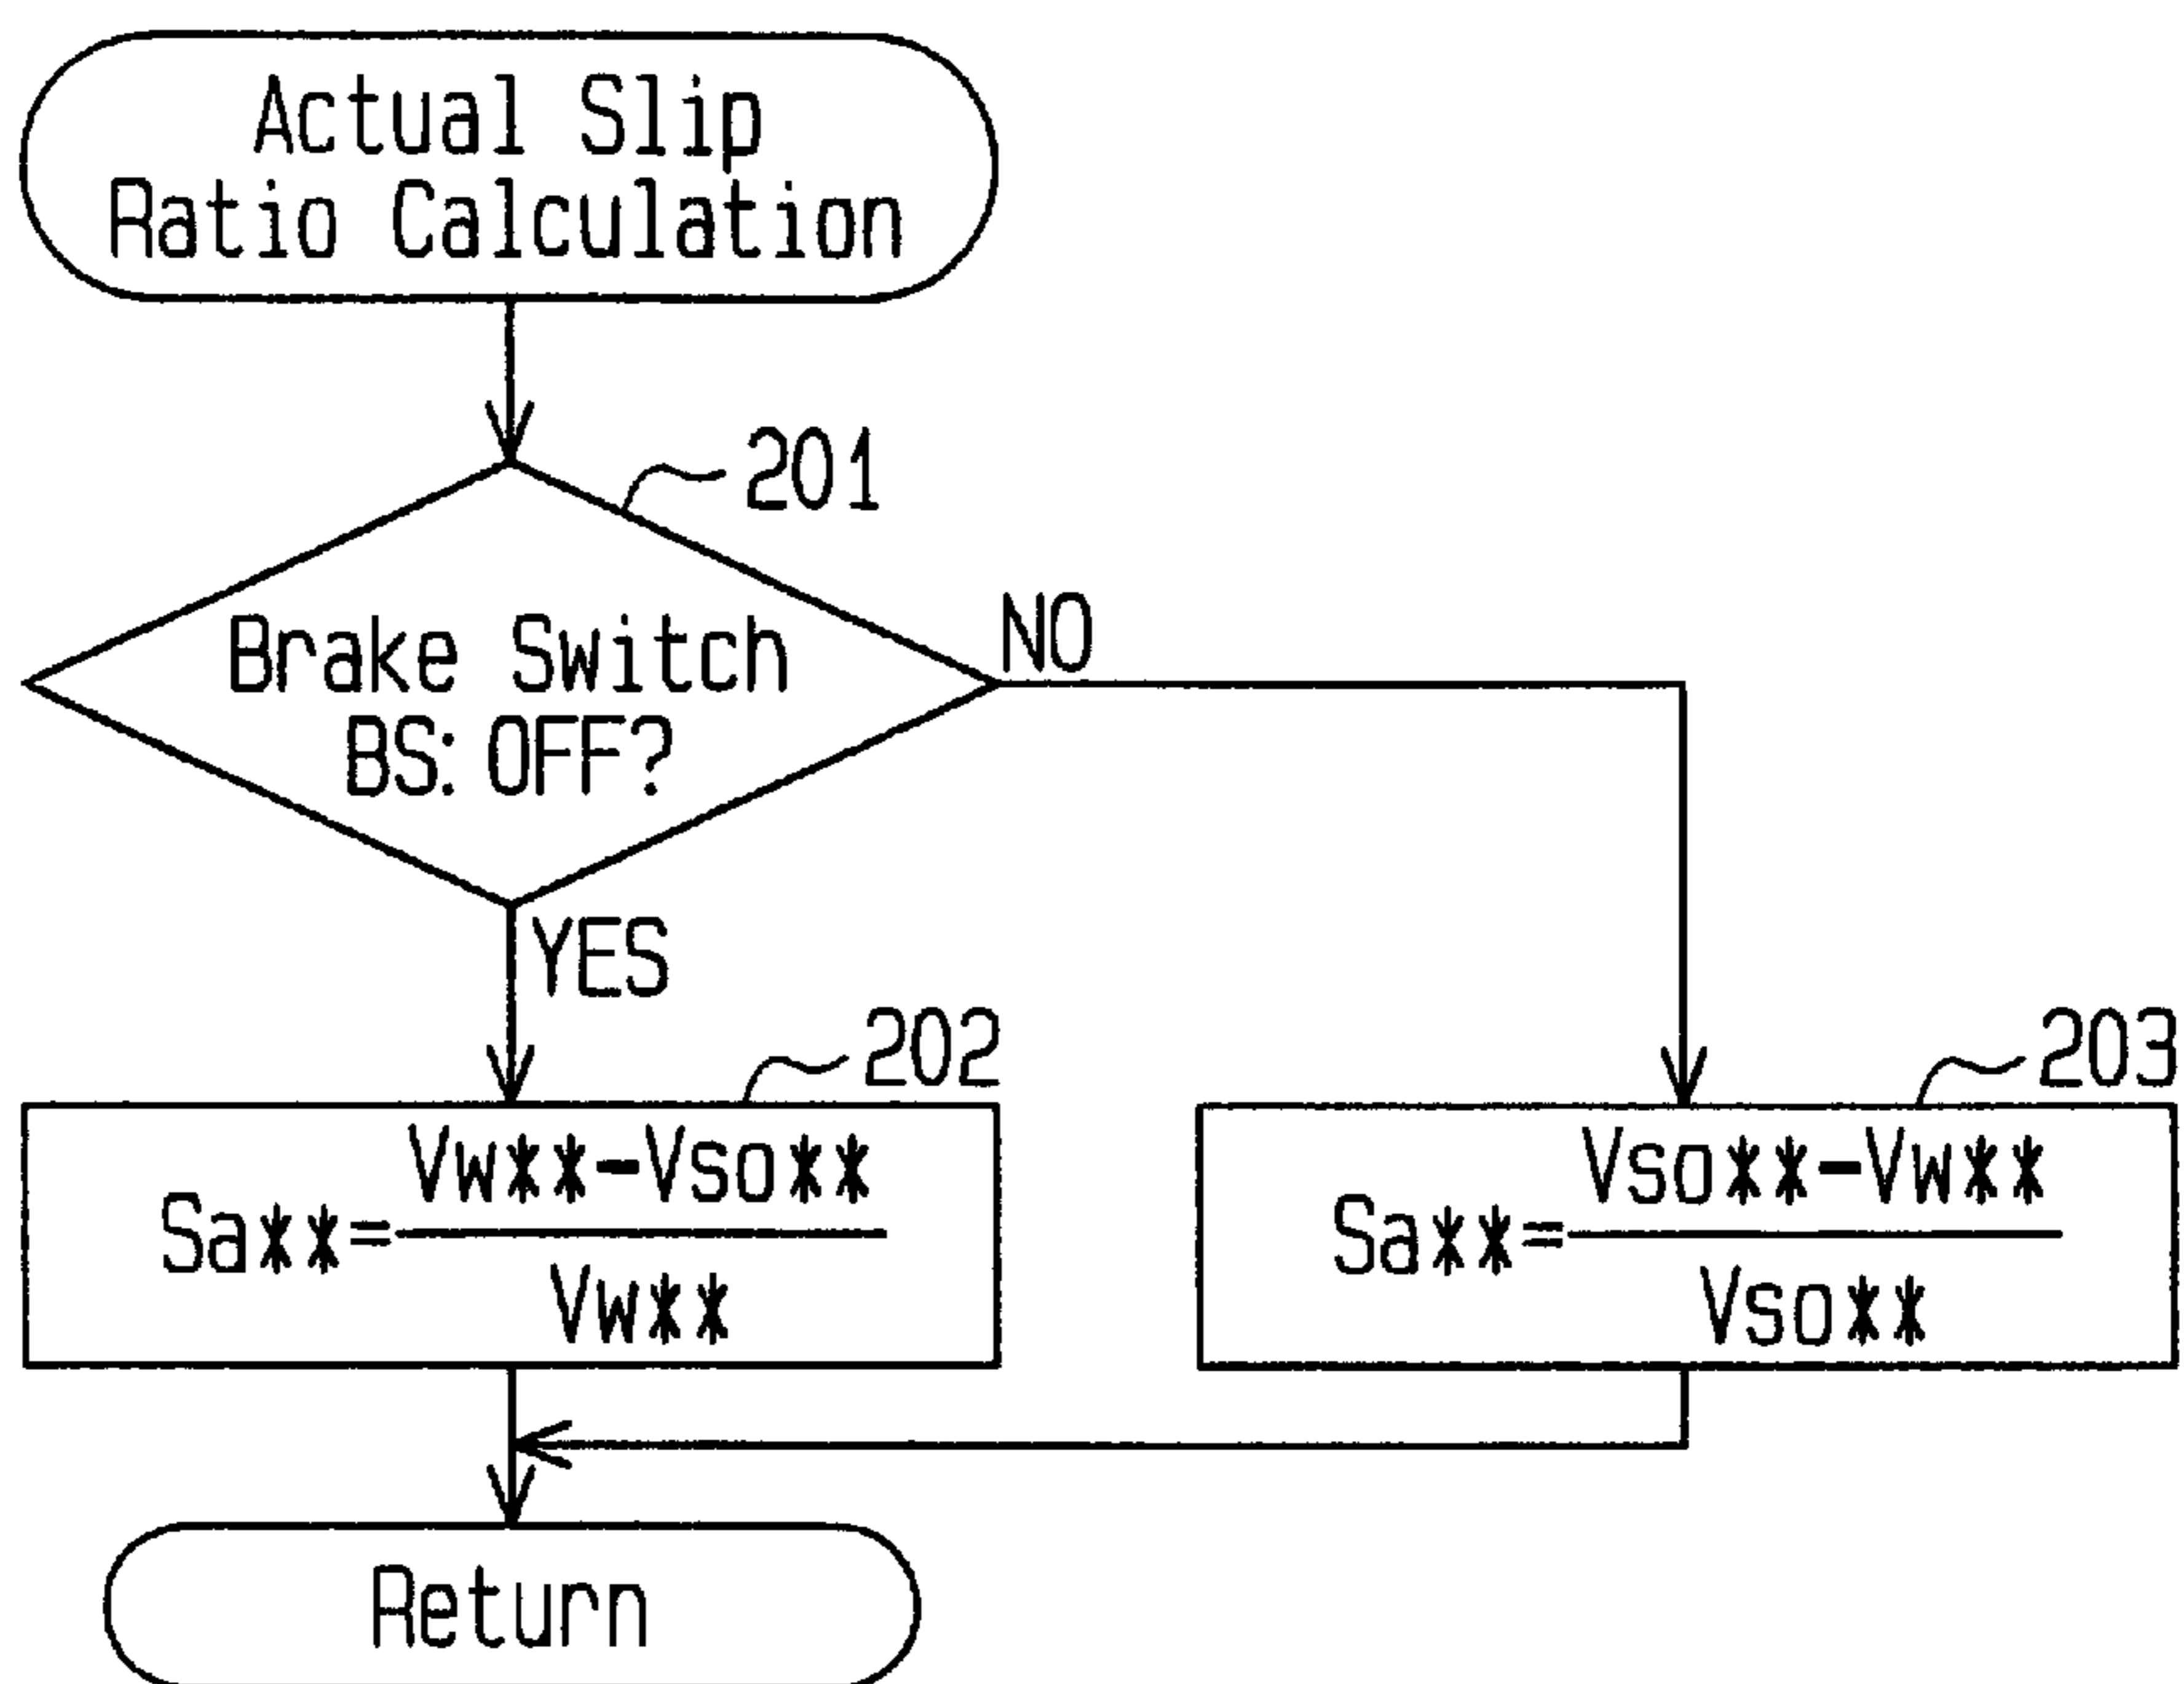 Actual Slip
Ratio Calculation
201
Brake Switch
BS: OFF?
NO
YES
202
203
Vw**-Vso**
Sa**=
Vw**
Vso**-Vw**
Sa**=
Vso**
Return